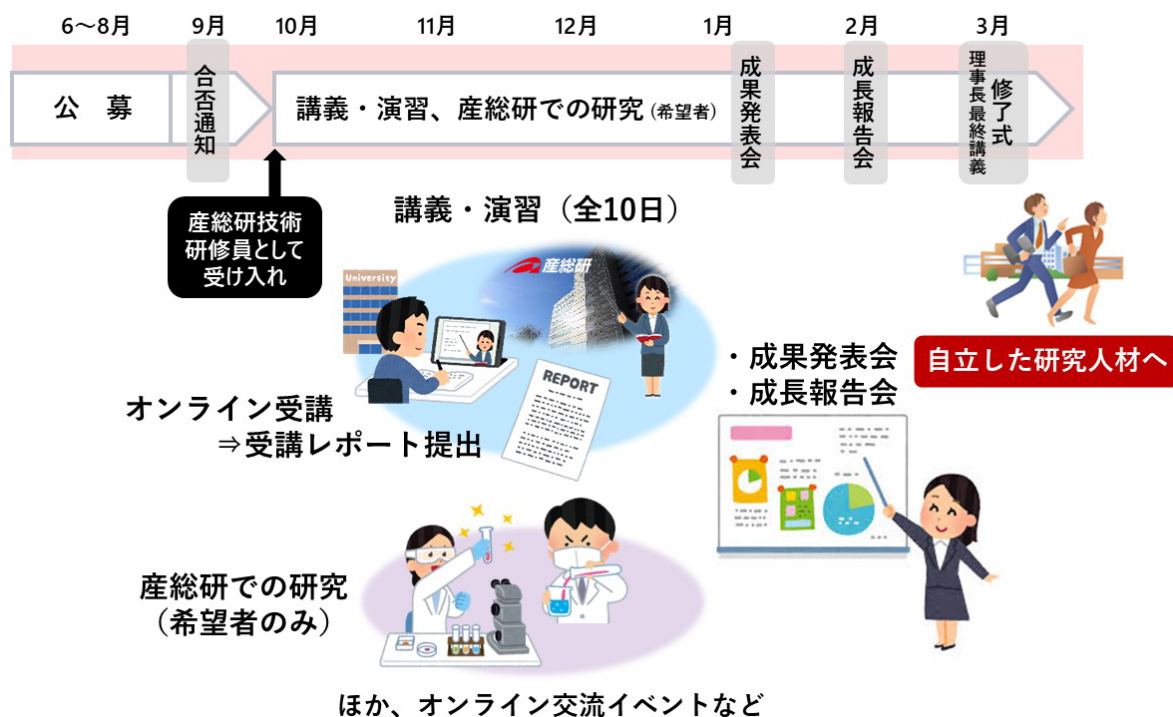 6～8月
9月
10月
11月
12月
1月
2月
3月
公　募
合否通知
講義・演習、産総研での研究（希望者）
成果発表会
成長報告会
修了式
理事長最終講義
産総研技術
研修員として
受け入れ
講義・演習（全10日）
University
産総研
REPORT
オンライン受講
⇒受講レポート提出
・成果発表会
・成長報告会
自立した研究人材へ
産総研での研究
（希望者のみ）
ほか、オンライン交流イベントなど